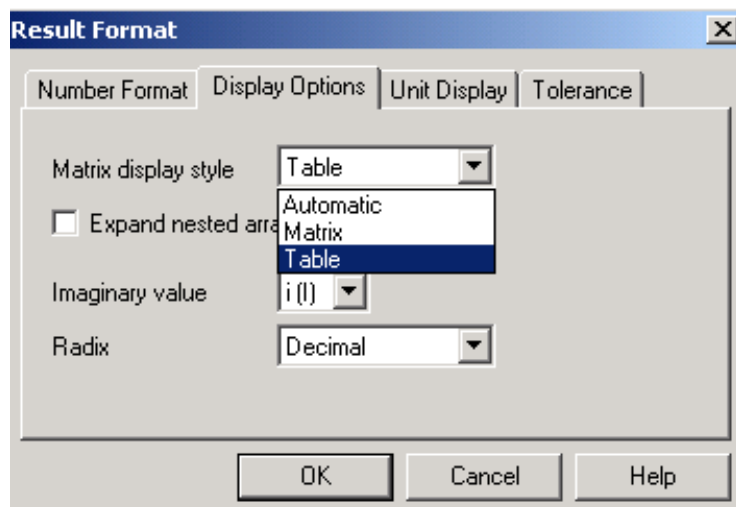 Result Format
Number Format Display Options Unit Display Tolerance
Matrix display style Table
Automatic
Expand nested arra
Matrix
Table
Imaginary value i (I)
Radix Decimal
OK Cancel Help